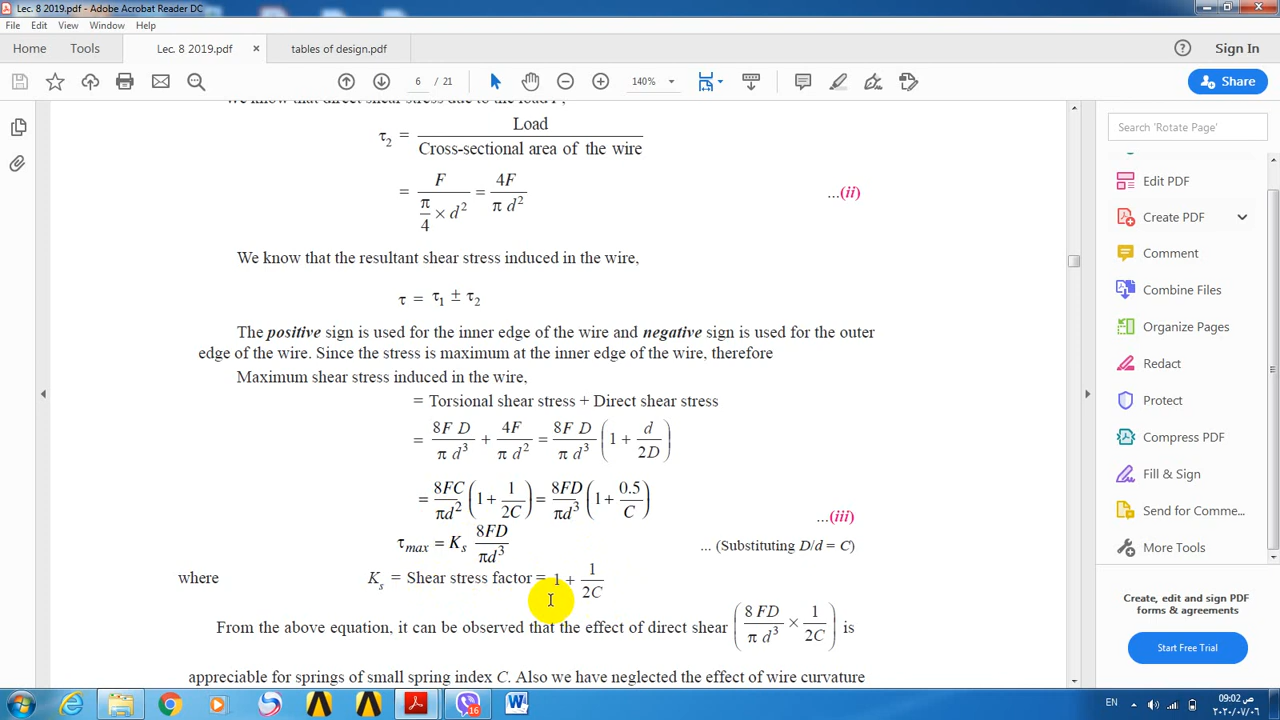 Lec. 8 2019.pdf - Adobe Acrobat Reader DC
File Edit View Window Help
Home Tools Lec. 8 2019.pdf × tables of design.pdf Sign In
6 / 21 140% Share
We know that direct shear stress due to the load F,
τ₂ = Load / Cross-sectional area of the wire
= F / (π/4 × d²) = 4F / π d² ...(ii)
We know that the resultant shear stress induced in the wire,
τ = τ₁ ± τ₂
The positive sign is used for the inner edge of the wire and negative sign is used for the outer
edge of the wire. Since the stress is maximum at the inner edge of the wire, therefore
Maximum shear stress induced in the wire,
= Torsional shear stress + Direct shear stress
= 8F D / π d³ + 4F / π d² = 8F D / π d³ (1 + d / 2D)
= 8FC / πd² (1 + 1 / 2C) = 8FD / πd³ (1 + 0.5 / C) ...(iii)
τmax = Ks 8FD / πd³ ... (Substituting D/d = C)
where Ks = Shear stress factor = 1 + 1 / 2C
From the above equation, it can be observed that the effect of direct shear (8 FD / π d³ × 1 / 2C) is
appreciable for springs of small spring index C. Also we have neglected the effect of wire curvature
Search 'Rotate Page'
Edit PDF
Create PDF
Comment
Combine Files
Organize Pages
Redact
Protect
Compress PDF
Fill & Sign
Send for Comme...
More Tools
Create, edit and sign PDF
forms & agreements
Start Free Trial
16
W
EN
09:02 ص
٢٠٢٠/٠٧/٠٦